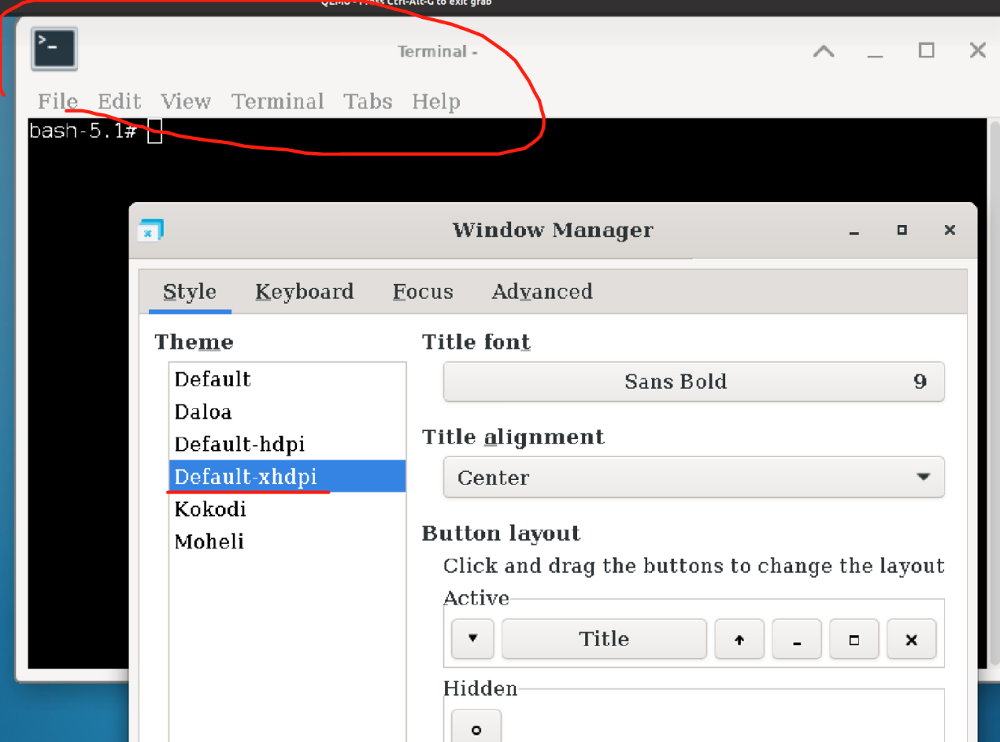 QEMU - Press Ctrl-Alt-G to exit grab
>_
Terminal -
File Edit View Terminal Tabs Help
bash-5.1#
Window Manager
Style Keyboard Focus Advanced
Theme
Default
Daloa
Default-hdpi
Default-xhdpi
Kokodi
Moheli
Title font
Sans Bold 9
Title alignment
Center
Button layout
Click and drag the buttons to change the layout
Active
Title
Hidden